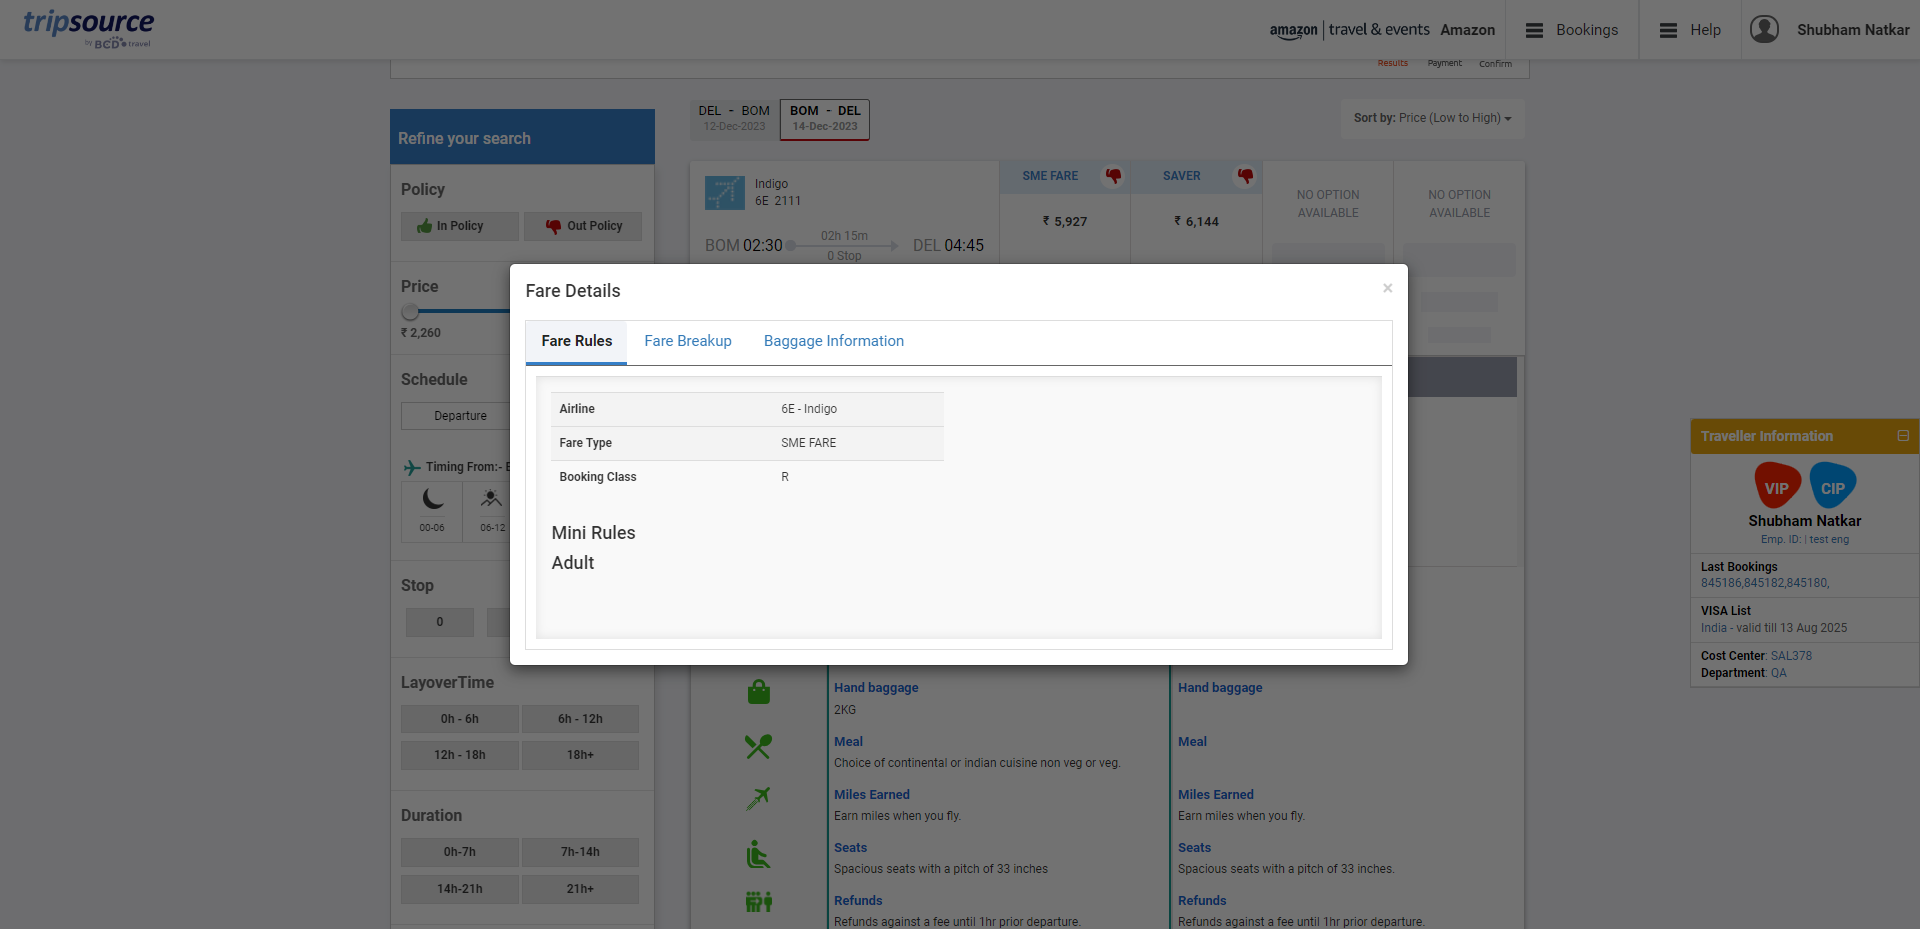 tripsource
by BCD travel
amazon | travel & events Amazon
Bookings
Help
Shubham Natkar
Results Payment Confirm
Refine your search
Policy
In Policy Out Policy
Price
₹ 2,260
Schedule
Departure
Timing From:-
00-06 06-12
Stop
0
LayoverTime
0h - 6h 6h - 12h
12h - 18h 18h+
Duration
0h-7h 7h-14h
14h-21h 21h+
DEL - BOM
12-Dec-2023
BOM - DEL
14-Dec-2023
Sort by: Price (Low to High)
Indigo
6E 2111
BOM 02:30
02h 15m
0 Stop
DEL 04:45
SME FARE
₹ 5,927
SAVER
₹ 6,144
NO OPTION
AVAILABLE
NO OPTION
AVAILABLE
Fare Details
×
Fare Rules Fare Breakup Baggage Information
Airline 6E - Indigo
Fare Type SME FARE
Booking Class R
Mini Rules
Adult
Hand baggage
2KG
Meal
Choice of continental or indian cuisine non veg or veg.
Miles Earned
Earn miles when you fly.
Seats
Spacious seats with a pitch of 33 inches
Refunds
Refunds against a fee until 1hr prior departure.
Hand baggage
Meal
Miles Earned
Earn miles when you fly.
Seats
Spacious seats with a pitch of 33 inches.
Refunds
Refunds against a fee until 1hr prior departure.
Traveller Information
VIP CIP
Shubham Natkar
Emp. ID: | test eng
Last Bookings
845186,845182,845180,
VISA List
India - valid till 13 Aug 2025
Cost Center: SAL378
Department: QA